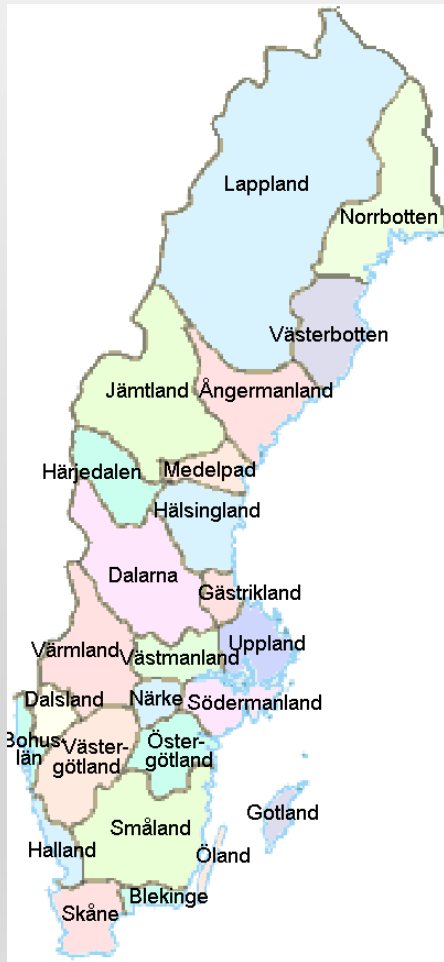 Lappland
Norrbotten
Västerbotten
Jämtland
Ångermanland
Härjedalen
Medelpad
Hälsingland
Dalarna
Gästrikland
Värmland
Västmanland
Uppland
Dalsland
Närke
Södermanland
Bohus-
län
Väster-
götland
Öster-
götland
Gotland
Småland
Halland
Öland
Blekinge
Skåne